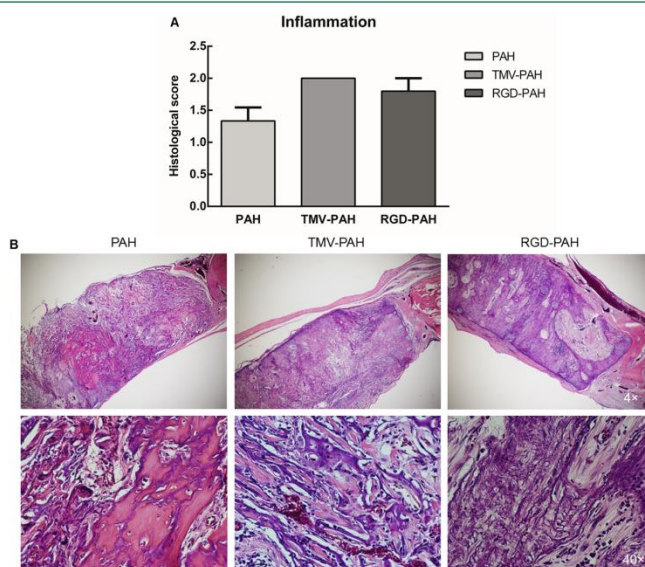 A
Inflammation
Histological score
2.5
2.0
1.5
1.0
0.5
0.0
PAH
TMV-PAH
RGD-PAH
PAH
TMV-PAH
RGD-PAH
B
PAH
TMV-PAH
RGD-PAH
4×
40×